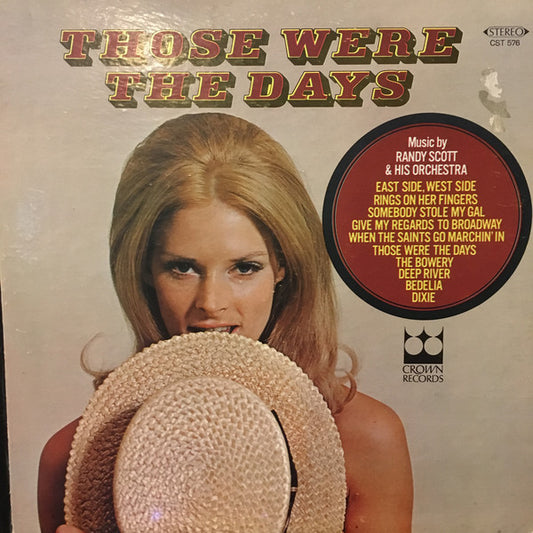 THOSE WERE
THE DAYS
STEREO
CST 576
Music by
RANDY SCOTT
& HIS ORCHESTRA
EAST SIDE, WEST SIDE
RINGS ON HER FINGERS
SOMEBODY STOLE MY GAL
GIVE MY REGARDS TO BROADWAY
WHEN THE SAINTS GO MARCHIN' IN
THOSE WERE THE DAYS
THE BOWERY
DEEP RIVER
BEDELIA
DIXIE
CROWN
RECORDS